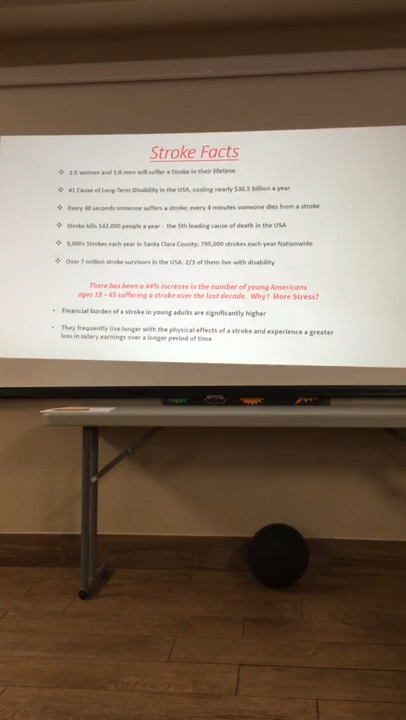 Stroke Facts
1:5 women and 1:6 men will suffer a Stroke in their lifetime
#1 Cause of Long-Term Disability in the USA, costing nearly $36.5 billion a year
Every 40 seconds someone suffers a stroke; every 4 minutes someone dies from a stroke
Stroke kills 142,000 people a year - the 5th leading cause of death in the USA
3,000+ Strokes each year in Santa Clara County; 795,000 strokes each year Nationwide
Over 7 million stroke survivors in the USA; 2/3 of them live with disability
There has been a 44% increase in the number of young Americans
ages 18 – 65 suffering a stroke over the last decade. Why? More Stress?
Financial burden of a stroke in young adults are significantly higher
They frequently live longer with the physical effects of a stroke and experience a greater
loss in salary earnings over a longer period of time